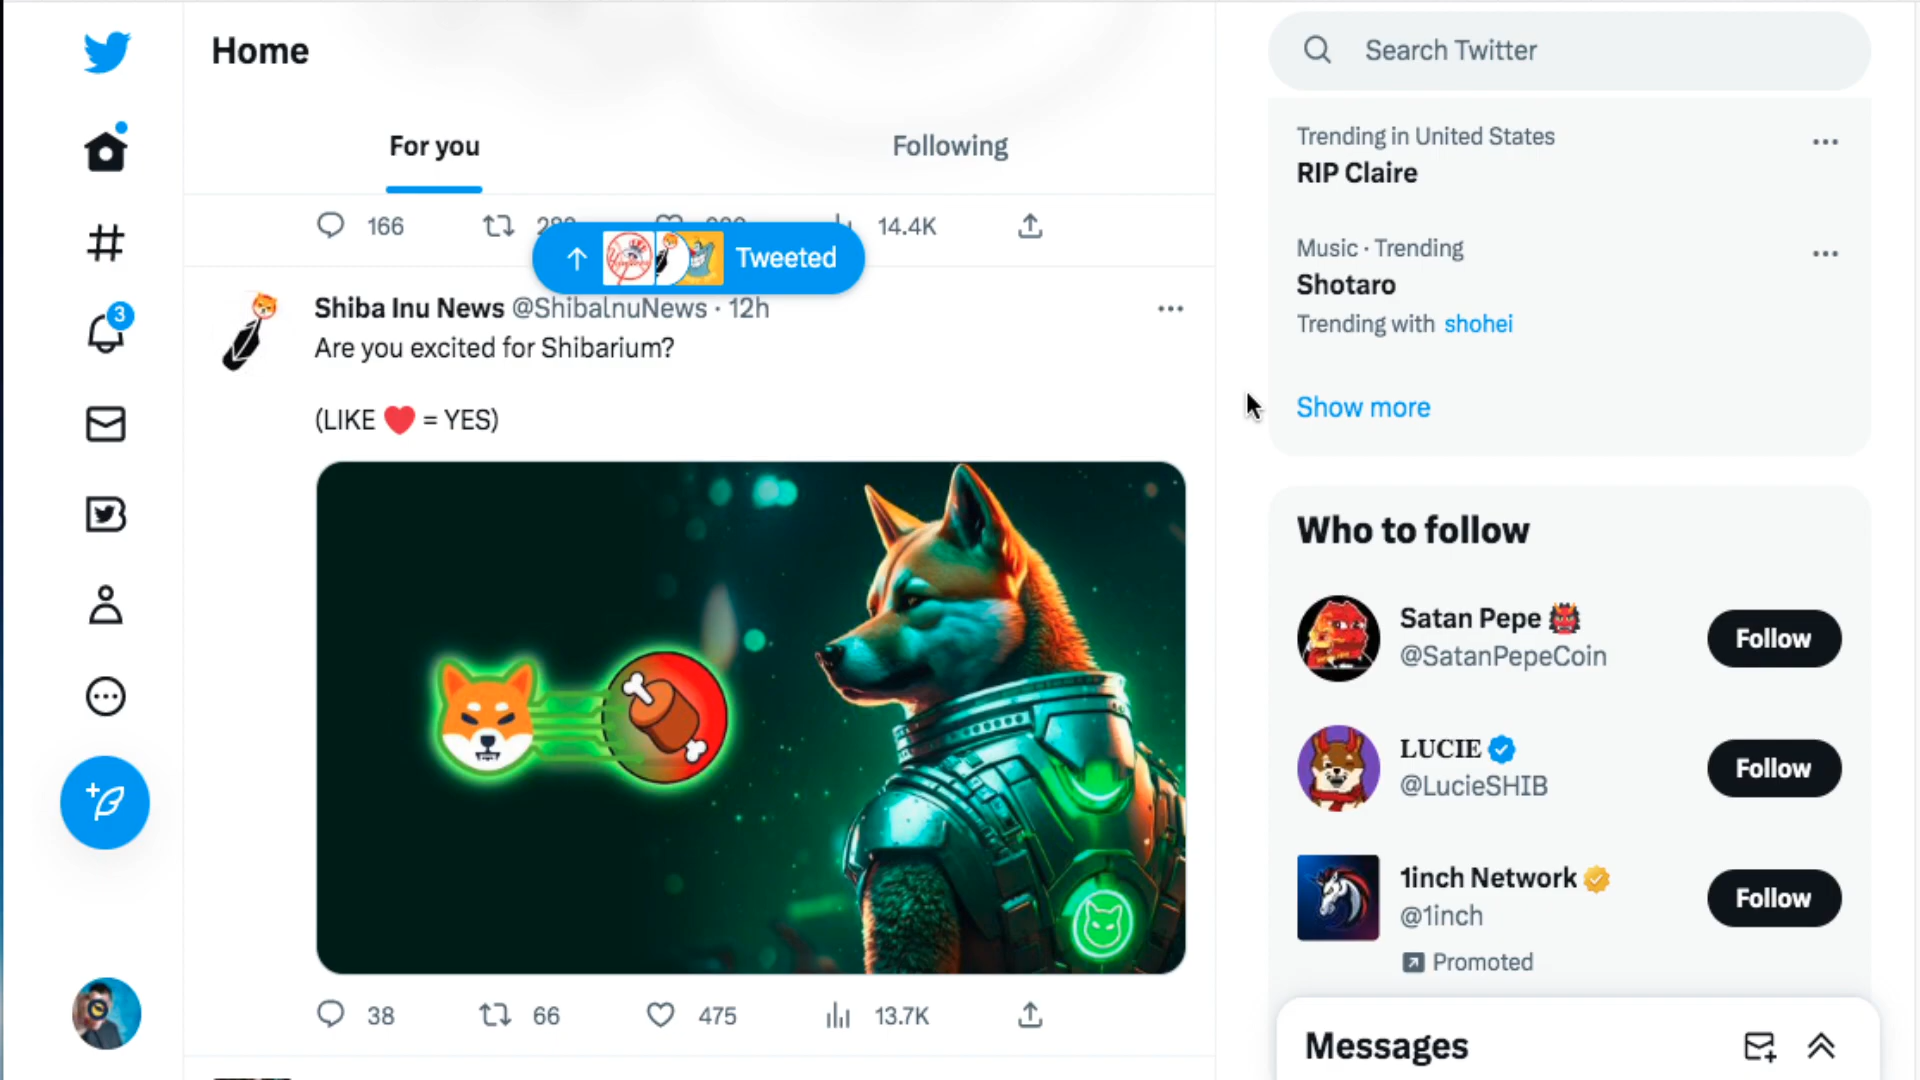 Home
For you
Following
166
14.4K
Tweeted
Shiba Inu News @ShibaInuNews · 12h
Are you excited for Shibarium?
(LIKE ❤️ = YES)
38
66
475
13.7K
Search Twitter
Trending in United States
RIP Claire
Music · Trending
Shotaro
Trending with shohei
Show more
Who to follow
Satan Pepe 👹
@SatanPepeCoin
Follow
LUCIE
@LucieSHIB
Follow
1inch Network
@1inch
Follow
Promoted
Messages
3